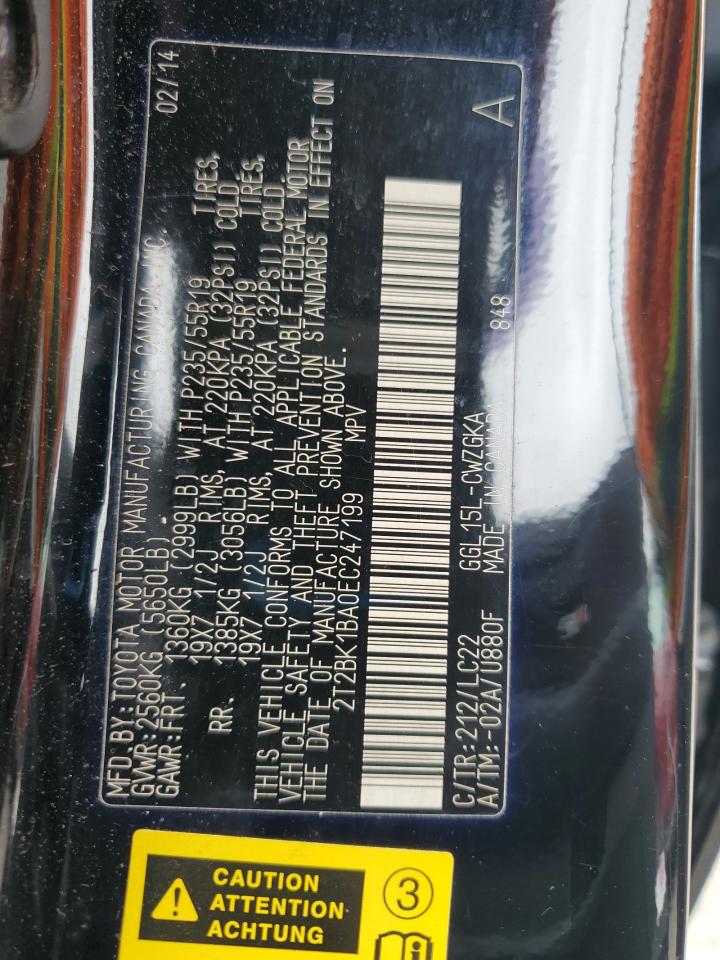 MFD.BY:TOYOTA MOTOR MANUFACTURING CANADA INC. 02/14
GVWR:2560KG (5650LB)
GAWR:FRT. 1360KG (2999LB) WITH P235/55R19 TIRES,
19X7 1/2J RIMS, AT 220KPA (32PSI) COLD
RR. 1385KG (3056LB) WITH P235/55R19 TIRES,
19X7 1/2J RIMS, AT 220KPA (32PSI) COLD.
THIS VEHICLE CONFORMS TO ALL APPLICABLE FEDERAL MOTOR
VEHICLE SAFETY AND THEFT PREVENTION STANDARDS IN EFFECT ON
THE DATE OF MANUFACTURE SHOWN ABOVE.
2T2BK1BA0EC247199 MPV
C/TR:212/LC22 GGL15L-CWZGKA
A/TM:-02A/U880F MADE IN CANADA 848 A
CAUTION
ATTENTION
ACHTUNG
3